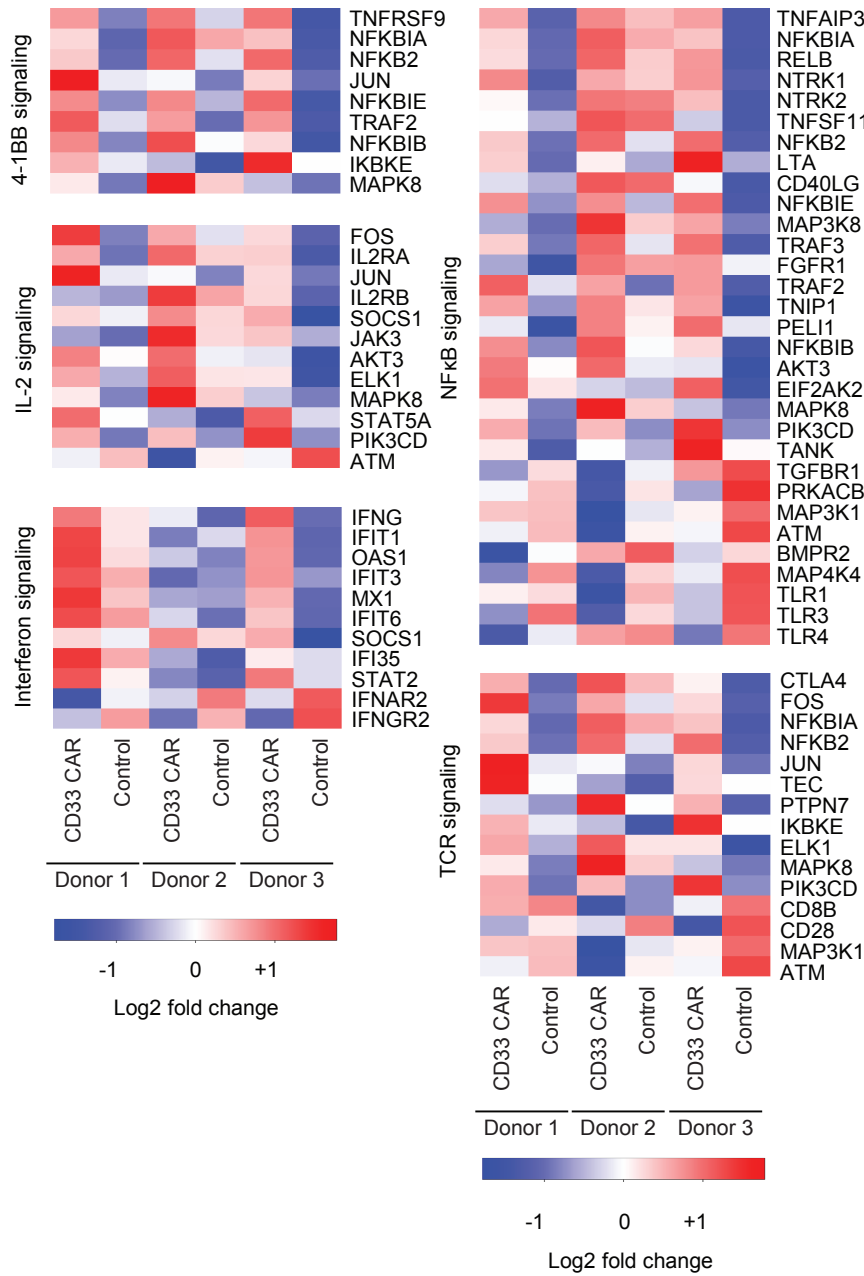 4-1BB signaling
TNFRSF9
NFKBIA
NFKB2
JUN
NFKBIE
TRAF2
NFKBIB
IKBKE
MAPK8
IL-2 signaling
FOS
IL2RA
JUN
IL2RB
SOCS1
JAK3
AKT3
ELK1
MAPK8
STAT5A
PIK3CD
ATM
Interferon signaling
IFNG
IFIT1
OAS1
IFIT3
MX1
IFIT6
SOCS1
IFI35
STAT2
IFNAR2
IFNGR2
CD33 CAR
Control
CD33 CAR
Control
CD33 CAR
Control
Donor 1 Donor 2 Donor 3
-1 0 +1
Log2 fold change
NFκB signaling
TNFAIP3
NFKBIA
RELB
NTRK1
NTRK2
TNFSF11
NFKB2
LTA
CD40LG
NFKBIE
MAP3K8
TRAF3
FGFR1
TRAF2
TNIP1
PELI1
NFKBIB
AKT3
EIF2AK2
MAPK8
PIK3CD
TANK
TGFBR1
PRKACB
MAP3K1
ATM
BMPR2
MAP4K4
TLR1
TLR3
TLR4
TCR signaling
CTLA4
FOS
NFKBIA
NFKB2
JUN
TEC
PTPN7
IKBKE
ELK1
MAPK8
PIK3CD
CD8B
CD28
MAP3K1
ATM
CD33 CAR
Control
CD33 CAR
Control
CD33 CAR
Control
Donor 1 Donor 2 Donor 3
-1 0 +1
Log2 fold change